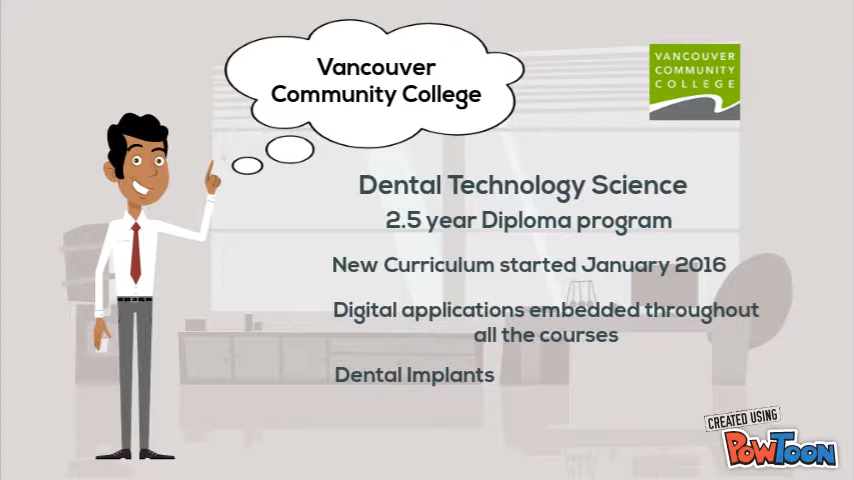 Vancouver
Community College
VANCOUVER
COMMUNITY
COLLEGE
Dental Technology Science
2.5 year Diploma program
New Curriculum started January 2016
Digital applications embedded throughout
all the courses
Dental Implants
CREATED USING
POWTOON